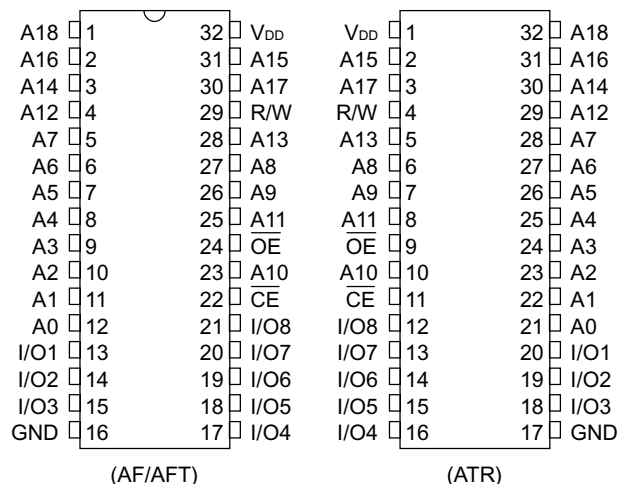 A18 1 32 VDD VDD 1 32 A18
A16 2 31 A15 A15 2 31 A16
A14 3 30 A17 A17 3 30 A14
A12 4 29 R/W R/W 4 29 A12
A7 5 28 A13 A13 5 28 A7
A6 6 27 A8 A8 6 27 A6
A5 7 26 A9 A9 7 26 A5
A4 8 25 A11 A11 8 25 A4
A3 9 24 O̅E̅ O̅E̅ 9 24 A3
A2 10 23 A10 A10 10 23 A2
A1 11 22 C̅E̅ C̅E̅ 11 22 A1
A0 12 21 I/O8 I/O8 12 21 A0
I/O1 13 20 I/O7 I/O7 13 20 I/O1
I/O2 14 19 I/O6 I/O6 14 19 I/O2
I/O3 15 18 I/O5 I/O5 15 18 I/O3
GND 16 17 I/O4 I/O4 16 17 GND
(AF/AFT) (ATR)